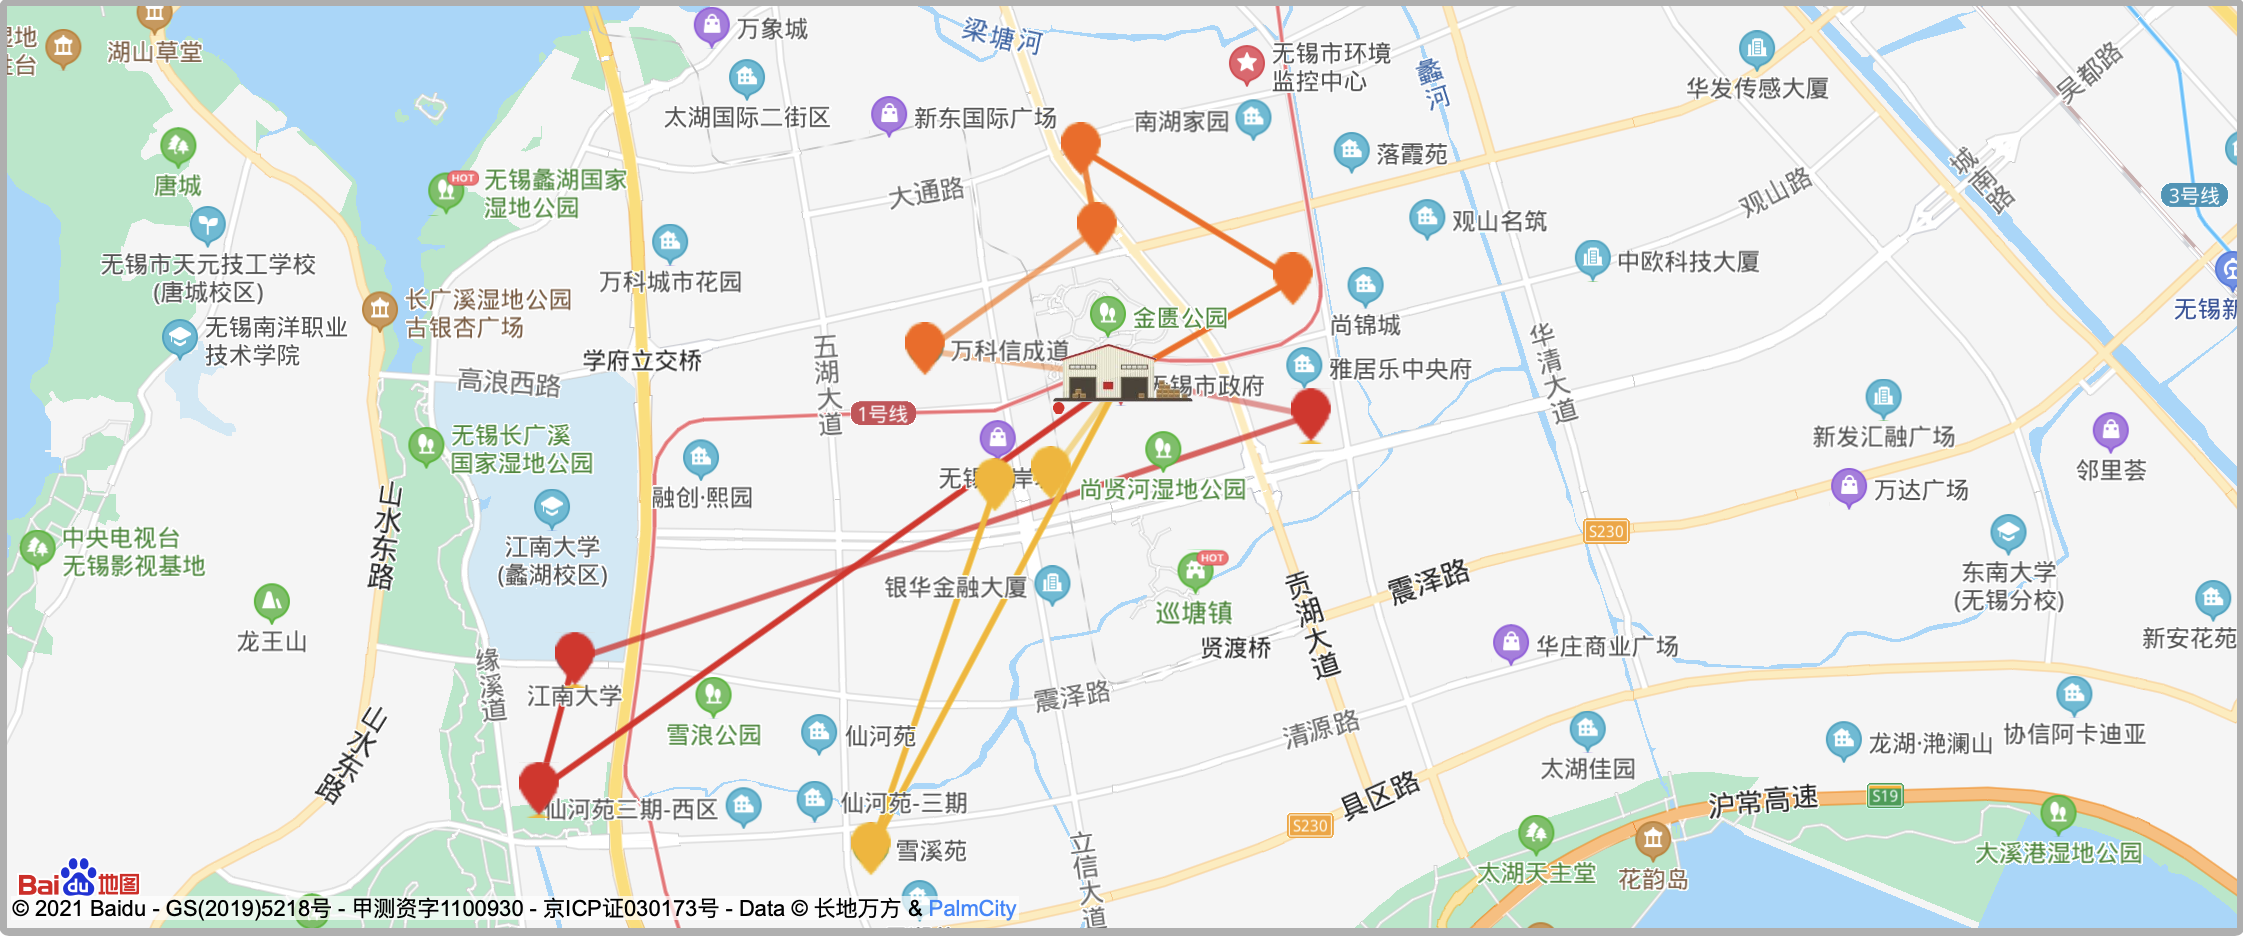 湿地
湖山草堂
万象城
梁塘河
无锡市环境
监控中心
蠡河
华发传感大厦
吴都路
太湖国际二街区
新东国际广场
南湖家园
落霞苑
唐城
HOT
无锡蠡湖国家
湿地公园
大通路
观山路
城南路
3号线
无锡市天元技工学校
(唐城校区)
万科城市花园
观山名筑
中欧科技大厦
长广溪湿地公园
古银杏广场
金匮公园
尚锦城
无锡新
无锡南洋职业
技术学院
学府立交桥
五湖大道
万科信成道
华清大道
高浪西路
无锡市政府
雅居乐中央府
1号线
无锡长广溪
国家湿地公园
新发汇融广场
邻里荟
融创·熙园
尚贤河湿地公园
万达广场
山水东路
S230
中央电视台
无锡影视基地
江南大学
(蠡湖校区)
银华金融大厦
HOT
巡塘镇
贡湖大道
震泽路
东南大学
(无锡分校)
龙王山
贤渡桥
华庄商业广场
新安花苑
缘溪道
江南大学
雪浪公园
仙河苑
震泽路
清源路
太湖佳园
龙湖·滟澜山
协信阿卡迪亚
山水东路
仙河苑三期-西区
仙河苑-三期
具区路
沪常高速
S19
S230
雪溪苑
立信大道
太湖天主堂
花韵岛
大溪港湿地公园
Bai du 地图
© 2021 Baidu - GS(2019)5218号 - 甲测资字1100930 - 京ICP证030173号 - Data © 长地万方 & PalmCity